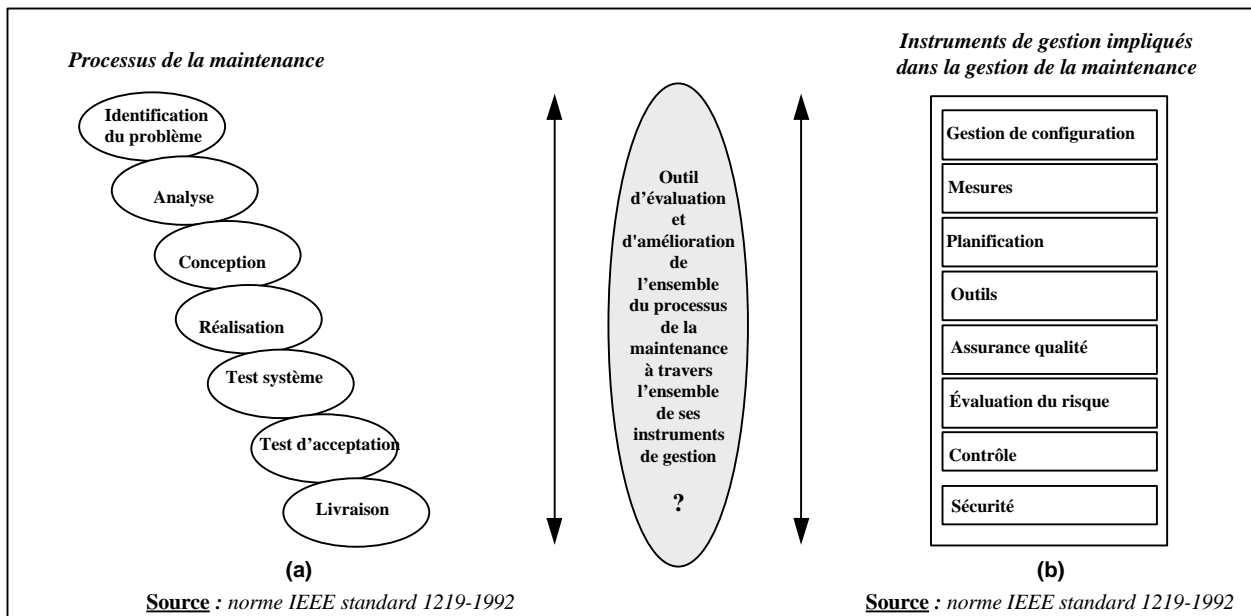 Processus de la maintenance
Identification
du problème
Analyse
Conception
Réalisation
Test système
Test d’acceptation
Livraison
(a)
Source : norme IEEE standard 1219-1992
Outil
d’évaluation
et
d'amélioration
de
l’ensemble
du processus
de la
maintenance
à travers
l’ensemble
de ses
instruments
de gestion
?
Instruments de gestion impliqués
dans la gestion de la maintenance
Gestion de configuration
Mesures
Planification
Outils
Assurance qualité
Évaluation du risque
Contrôle
Sécurité
(b)
Source : norme IEEE standard 1219-1992